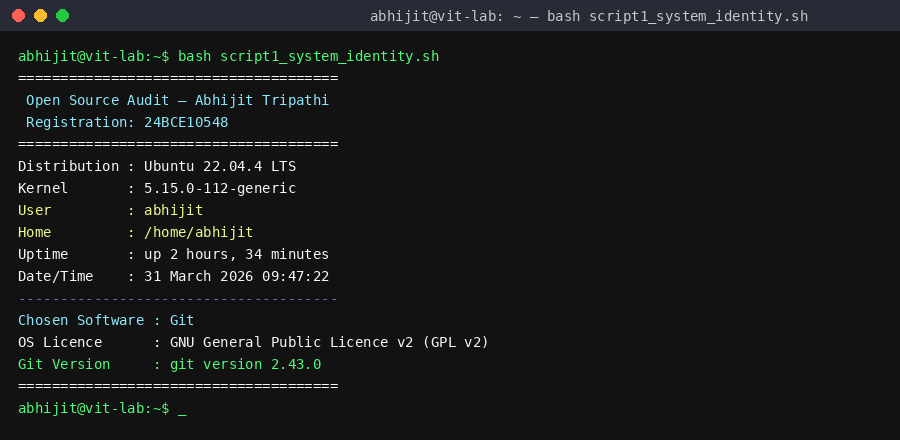 abhijit@vit-lab: ~ — bash script1_system_identity.sh
abhijit@vit-lab:~$ bash script1_system_identity.sh
======================================
Open Source Audit — Abhijit Tripathi
Registration: 24BCE10548
======================================
Distribution : Ubuntu 22.04.4 LTS
Kernel       : 5.15.0-112-generic
User         : abhijit
Home         : /home/abhijit
Uptime       : up 2 hours, 34 minutes
Date/Time    : 31 March 2026 09:47:22
--------------------------------------
Chosen Software : Git
OS Licence      : GNU General Public Licence v2 (GPL v2)
Git Version     : git version 2.43.0
======================================
abhijit@vit-lab:~$ _